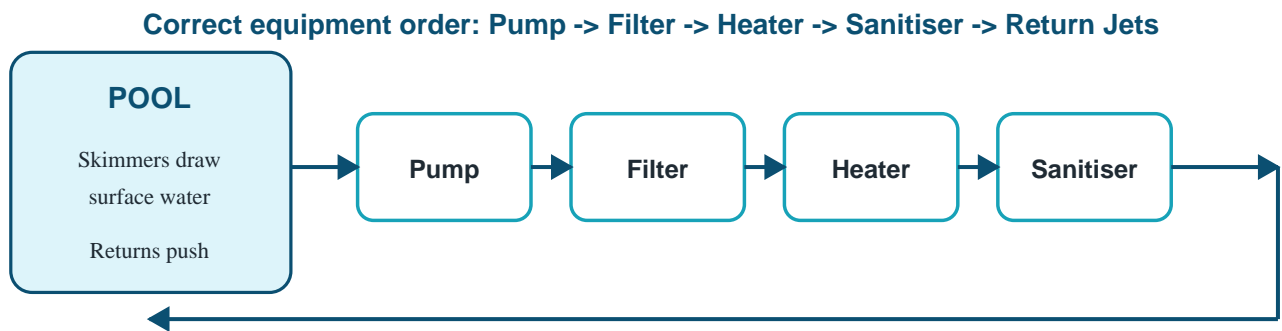 Correct equipment order: Pump -> Filter -> Heater -> Sanitiser -> Return Jets
POOL
Skimmers draw
surface water
Returns push
Pump
Filter
Heater
Sanitiser